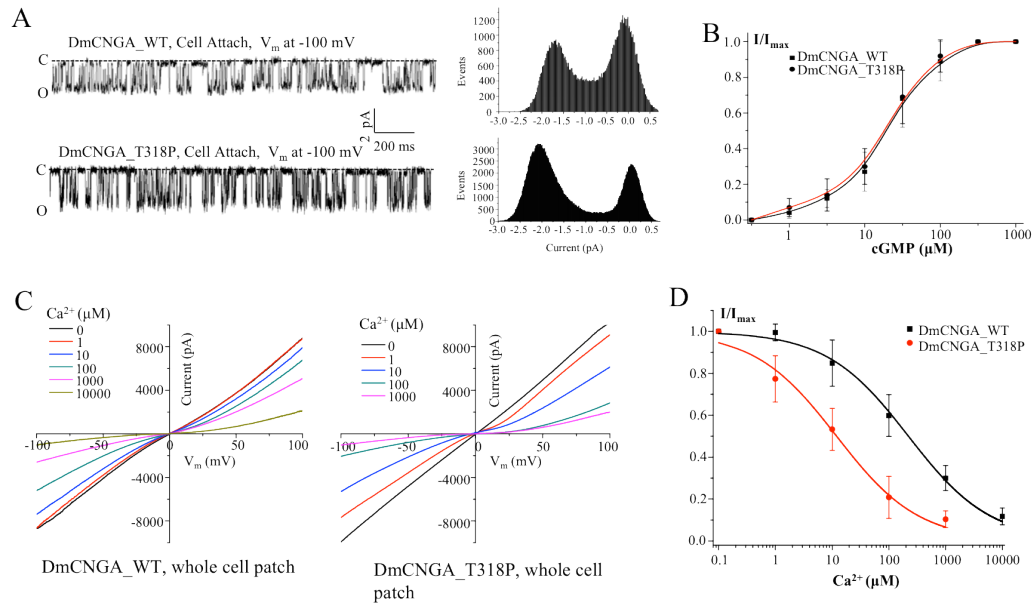 A
DmCNGA_WT, Cell Attach, Vm at -100 mV
C
O
2 pA
200 ms
DmCNGA_T318P, Cell Attach, Vm at -100 mV
C
O
Events
1200
1000
800
600
400
200
0
-3.0 -2.5 -2.0 -1.5 -1.0 -0.5 0.0 0.5
Events
3000
2500
2000
1500
1000
500
0
-3.0 -2.5 -2.0 -1.5 -1.0 -0.5 0.0 0.5
Current (pA)
B
I/Imax
DmCNGA_WT
DmCNGA_T318P
1.0
0.8
0.6
0.4
0.2
0.0
1 10 100 1000
cGMP (µM)
C
Ca2+ (µM)
0
1
10
100
1000
10000
Current (pA)
8000
4000
-100 -50 0 50 100
Vm (mV)
-4000
-8000
DmCNGA_WT, whole cell patch
Ca2+ (µM)
0
1
10
100
1000
Current (pA)
8000
4000
-100 -50 0 50 100
Vm (mV)
-4000
-8000
DmCNGA_T318P, whole cell
patch
D
I/Imax
DmCNGA_WT
DmCNGA_T318P
1.0
0.8
0.6
0.4
0.2
0.0
0.1 1 10 100 1000 10000
Ca2+ (µM)